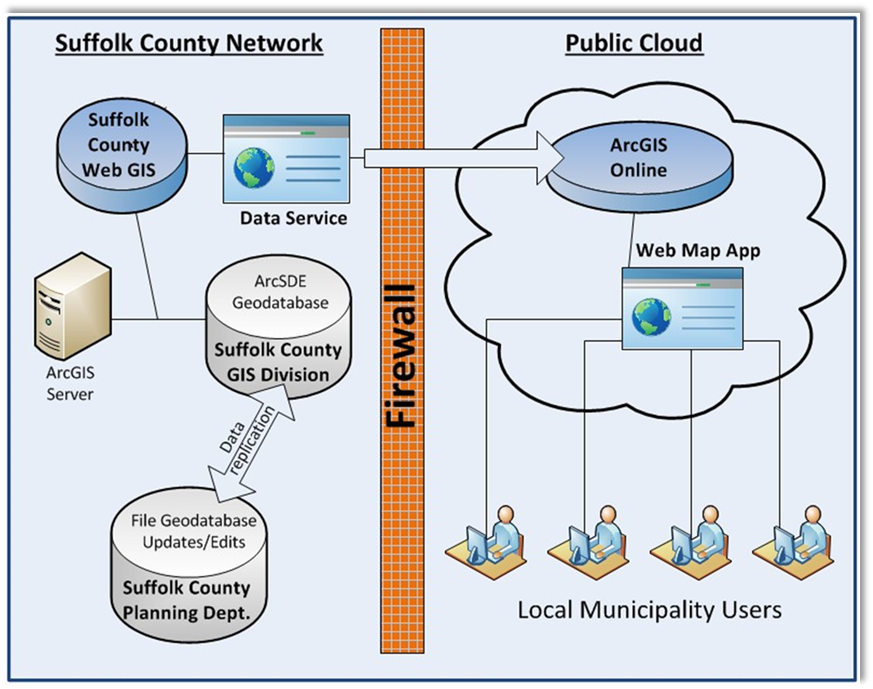 Suffolk County Network
Public Cloud
Suffolk
County
Web GIS
Data Service
ArcGIS
Online
Web Map App
ArcSDE
Geodatabase
Suffolk County
GIS Division
ArcGIS
Server
Firewall
Data
replication
File Geodatabase
Updates/Edits
Suffolk County
Planning Dept.
Local Municipality Users